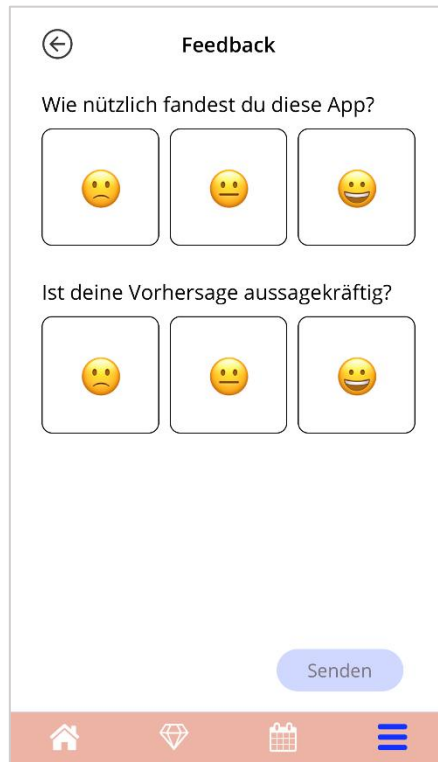 Feedback
Wie nützlich fandest du diese App?
Ist deine Vorhersage aussagekräftig?
Senden